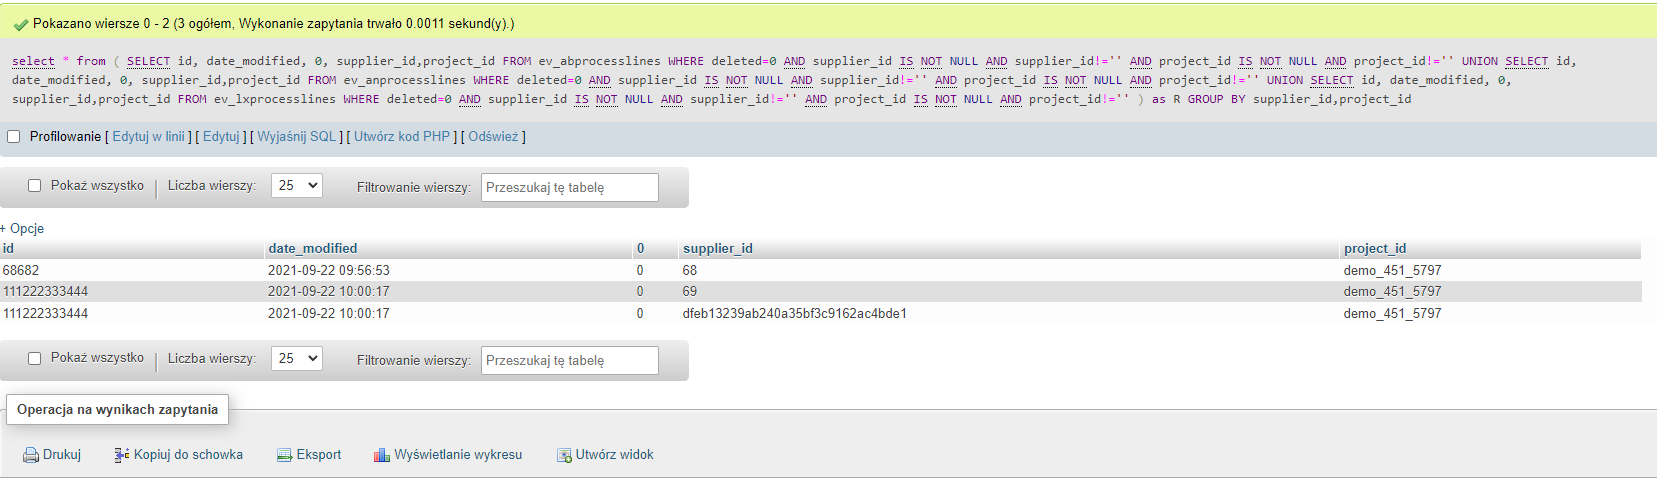 Pokazano wiersze 0 - 2 (3 ogółem, Wykonanie zapytania trwało 0.0011 sekund(y).)
select * from ( SELECT id, date_modified, 0, supplier_id,project_id FROM ev_abprocesslines WHERE deleted=0 AND supplier_id IS NOT NULL AND supplier_id!='' AND project_id IS NOT NULL AND project_id!='' UNION SELECT id,
date_modified, 0, supplier_id,project_id FROM ev_anprocesslines WHERE deleted=0 AND supplier_id IS NOT NULL AND supplier_id!='' AND project_id IS NOT NULL AND project_id!='' UNION SELECT id, date_modified, 0,
supplier_id,project_id FROM ev_lxprocesslines WHERE deleted=0 AND supplier_id IS NOT NULL AND supplier_id!='' AND project_id IS NOT NULL AND project_id!='' ) as R GROUP BY supplier_id,project_id
Profilowanie [ Edytuj w linii ] [ Edytuj ] [ Wyjaśnij SQL ] [ Utwórz kod PHP ] [ Odśwież ]
Pokaż wszystko Liczba wierszy: 25 Filtrowanie wierszy: Przeszukaj tę tabelę
+ Opcje
id date_modified 0 supplier_id project_id
68682 2021-09-22 09:56:53 0 68 demo_451_5797
111222333444 2021-09-22 10:00:17 0 69 demo_451_5797
111222333444 2021-09-22 10:00:17 0 dfeb13239ab240a35bf3c9162ac4bde1 demo_451_5797
Pokaż wszystko Liczba wierszy: 25 Filtrowanie wierszy: Przeszukaj tę tabelę
Operacja na wynikach zapytania
Drukuj Kopiuj do schowka Eksport Wyświetlanie wykresu Utwórz widok